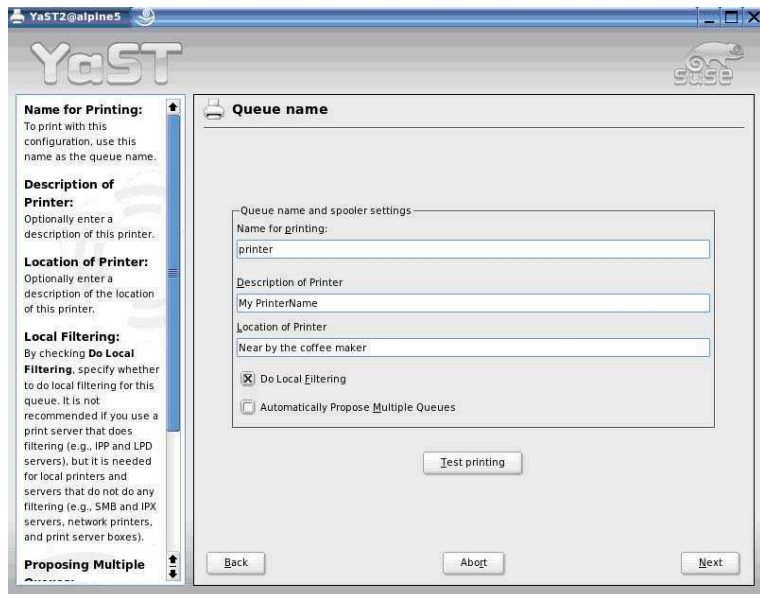 YaST2@alpine5
YaST
suse
Name for Printing:
To print with this
configuration, use this
name as the queue name.
Description of
Printer:
Optionally enter a
description of this printer.
Location of Printer:
Optionally enter a
description of the location
of this printer.
Local Filtering:
By checking Do Local
Filtering, specify whether
to do local filtering for this
queue. It is not
recommended if you use a
print server that does
filtering (e.g., IPP and LPD
servers), but it is needed
for local printers and
servers that do not do any
filtering (e.g., SMB and IPX
servers, network printers,
and print server boxes).
Proposing Multiple
Queue name
Queue name and spooler settings
Name for printing:
printer
Description of Printer
My PrinterName
Location of Printer
Near by the coffee maker
Do Local Filtering
Automatically Propose Multiple Queues
Test printing
Back
Abort
Next